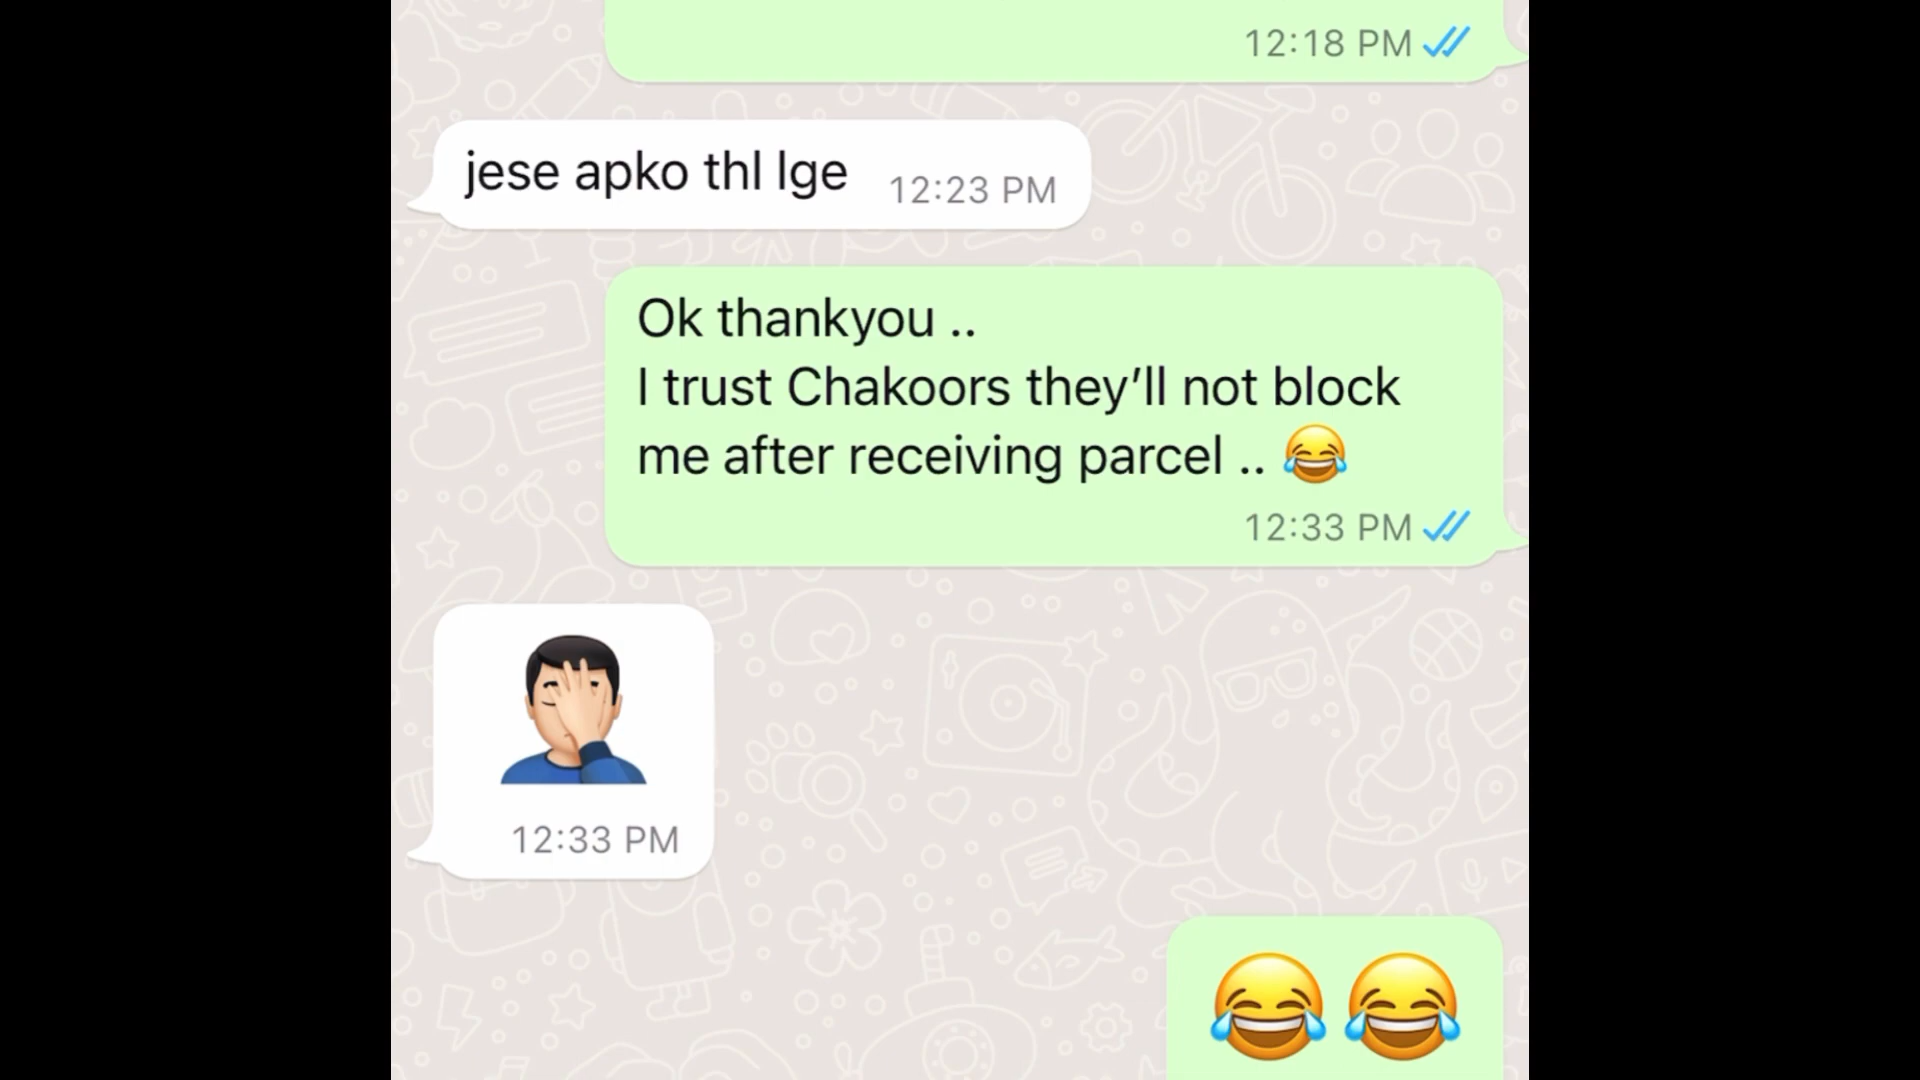 12:18 PM
jese apko thl lge 12:23 PM
Ok thankyou ..
I trust Chakoors they’ll not block
me after receiving parcel .. 😂
12:33 PM
12:33 PM